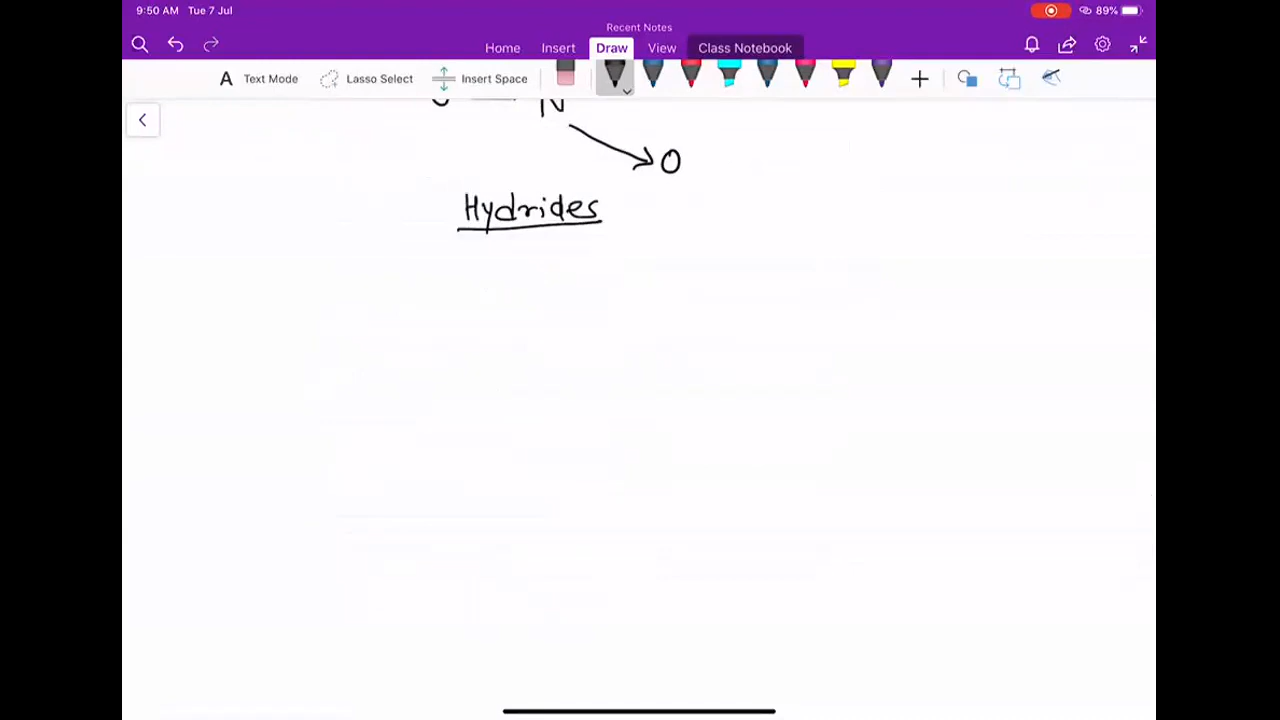 9:50 AM Tue 7 Jul
89%
Recent Notes
Home Insert Draw View Class Notebook
A Text Mode Lasso Select Insert Space
N
O
Hydrides